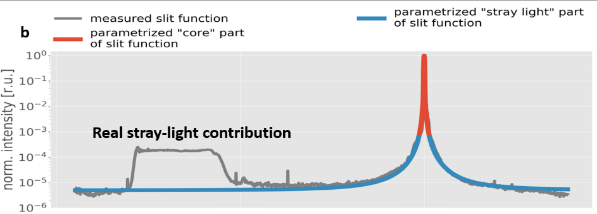 measured slit function
parametrized "core" part
of slit function
parametrized "stray light" part
of slit function
b
norm. intensity [r.u.]
10⁰
10⁻¹
10⁻²
10⁻³
10⁻⁴
10⁻⁵
10⁻⁶
Real stray-light contribution